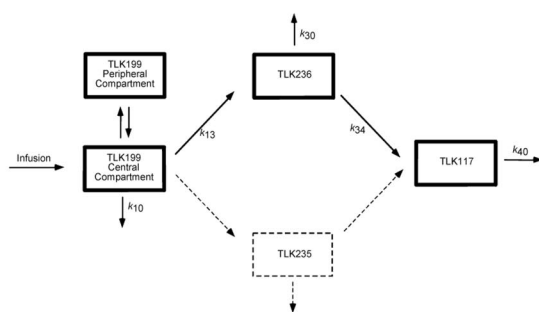 k30
TLK199
Peripheral
Compartment
TLK236
k13
k34
Infusion
TLK199
Central
Compartment
TLK117
k40
k10
TLK235